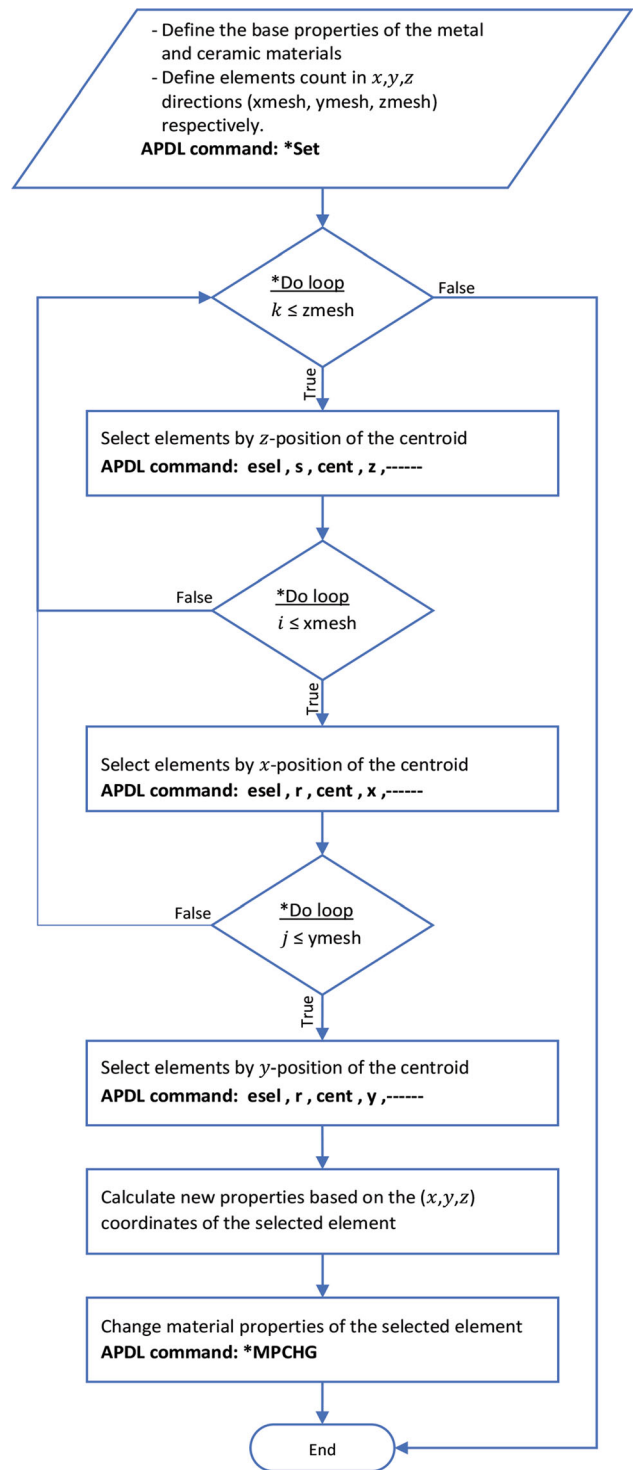 - Define the base properties of the metal
and ceramic materials
- Define elements count in x,y,z
directions (xmesh, ymesh, zmesh)
respectively.
APDL command: *Set
*Do loop
k ≤ zmesh
False
True
Select elements by z-position of the centroid
APDL command: esel , s , cent , z ,------
False
*Do loop
i ≤ xmesh
True
Select elements by x-position of the centroid
APDL command: esel , r , cent , x ,------
False
*Do loop
j ≤ ymesh
True
Select elements by y-position of the centroid
APDL command: esel , r , cent , y ,------
Calculate new properties based on the (x,y,z)
coordinates of the selected element
Change material properties of the selected element
APDL command: *MPCHG
End